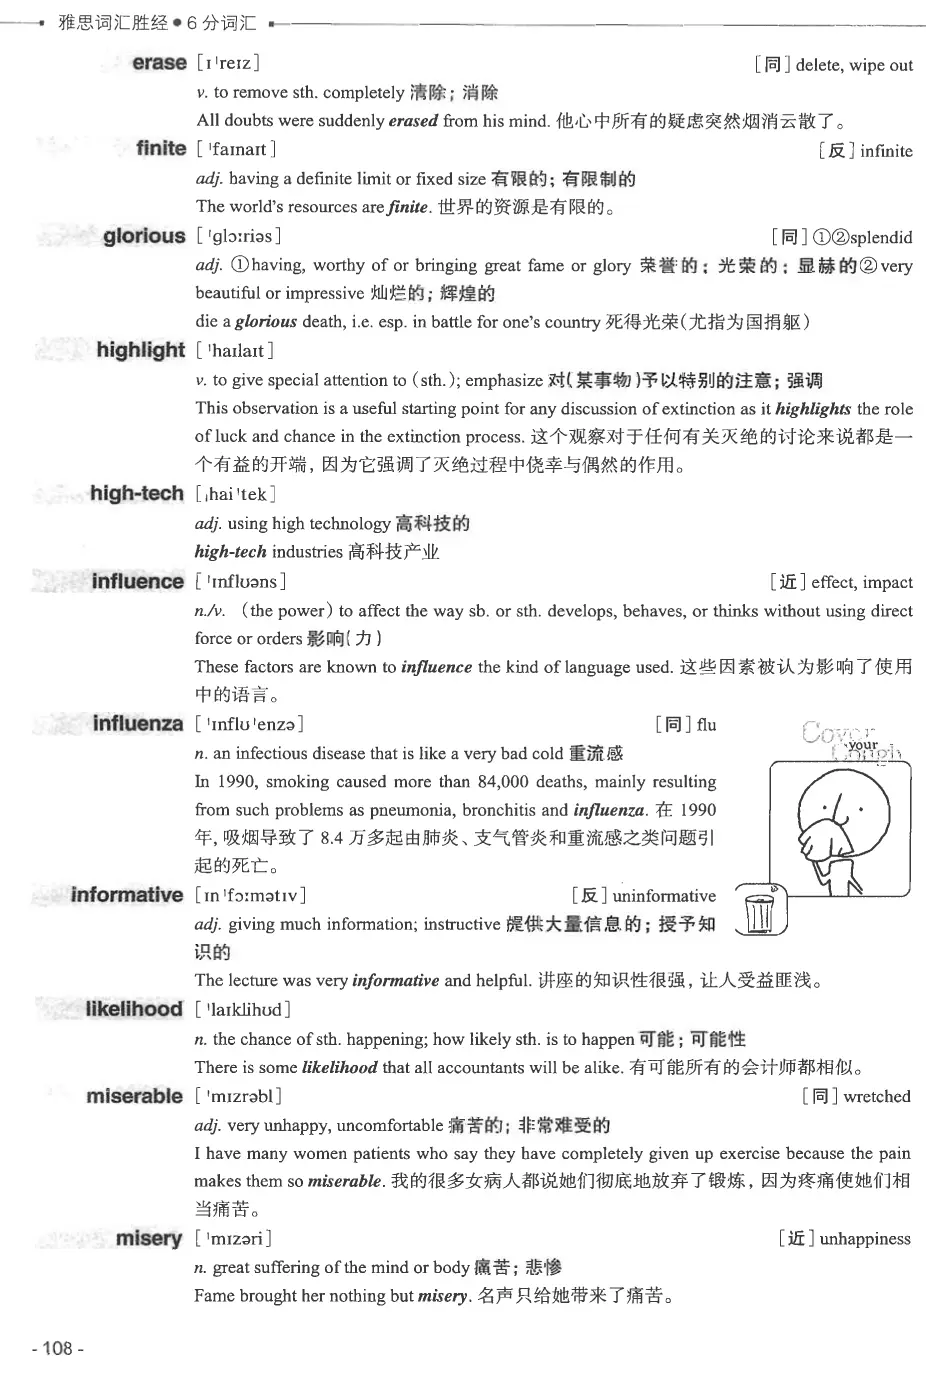 雅思词汇胜经●6分词汇
erase [ɪˈreɪz] [同] delete, wipe out
v. to remove sth. completely 清除；消除
All doubts were suddenly erased from his mind. 他心中所有的疑虑突然烟消云散了。
finite [ˈfaɪnaɪt] [反] infinite
adj. having a definite limit or fixed size 有限的；有限制的
The world's resources are finite. 世界的资源是有限的。
glorious [ˈglɔːriəs] [同] ①②splendid
adj. ①having, worthy of or bringing great fame or glory 荣誉的；光荣的；显赫的②very
beautiful or impressive 灿烂的；辉煌的
die a glorious death, i.e. esp. in battle for one's country 死得光荣(尤指为国捐躯)
highlight [ˈhaɪlaɪt]
v. to give special attention to (sth.); emphasize 对(某事物)予以特别的注意；强调
This observation is a useful starting point for any discussion of extinction as it highlights the role
of luck and chance in the extinction process. 这个观察对于任何有关灭绝的讨论来说都是一
个有益的开端，因为它强调了灭绝过程中侥幸与偶然的作用。
high-tech [ˌhaiˈtek]
adj. using high technology 高科技的
high-tech industries 高科技产业
influence [ˈɪnflʊəns] [近] effect, impact
n./v. (the power) to affect the way sb. or sth. develops, behaves, or thinks without using direct
force or orders 影响(力)
These factors are known to influence the kind of language used. 这些因素被认为影响了使用
中的语言。
influenza [ˈɪnflʊˈenzə] [同] flu
n. an infectious disease that is like a very bad cold 重流感
In 1990, smoking caused more than 84,000 deaths, mainly resulting
from such problems as pneumonia, bronchitis and influenza. 在 1990
年，吸烟导致了 8.4 万多起由肺炎、支气管炎和重流感之类问题引
起的死亡。
Cover
your
Cough
informative [ɪnˈfɔːmətɪv] [反] uninformative
adj. giving much information; instructive 提供大量信息的；授予知
识的
The lecture was very informative and helpful. 讲座的知识性很强，让人受益匪浅。
likelihood [ˈlaɪklihʊd]
n. the chance of sth. happening; how likely sth. is to happen 可能；可能性
There is some likelihood that all accountants will be alike. 有可能所有的会计师都相似。
miserable [ˈmɪzrəbl] [同] wretched
adj. very unhappy, uncomfortable 痛苦的；非常难受的
I have many women patients who say they have completely given up exercise because the pain
makes them so miserable. 我的很多女病人都说她们彻底地放弃了锻炼，因为疼痛使她们相
当痛苦。
misery [ˈmɪzəri] [近] unhappiness
n. great suffering of the mind or body 痛苦；悲惨
Fame brought her nothing but misery. 名声只给她带来了痛苦。
- 108 -